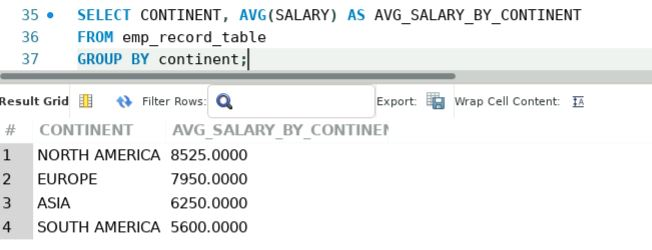 35 SELECT CONTINENT, AVG(SALARY) AS AVG_SALARY_BY_CONTINENT
36 FROM emp_record_table
37 GROUP BY continent;
Result Grid Filter Rows: Export: Wrap Cell Content:
# CONTINENT AVG_SALARY_BY_CONTINEN
1 NORTH AMERICA 8525.0000
2 EUROPE 7950.0000
3 ASIA 6250.0000
4 SOUTH AMERICA 5600.0000